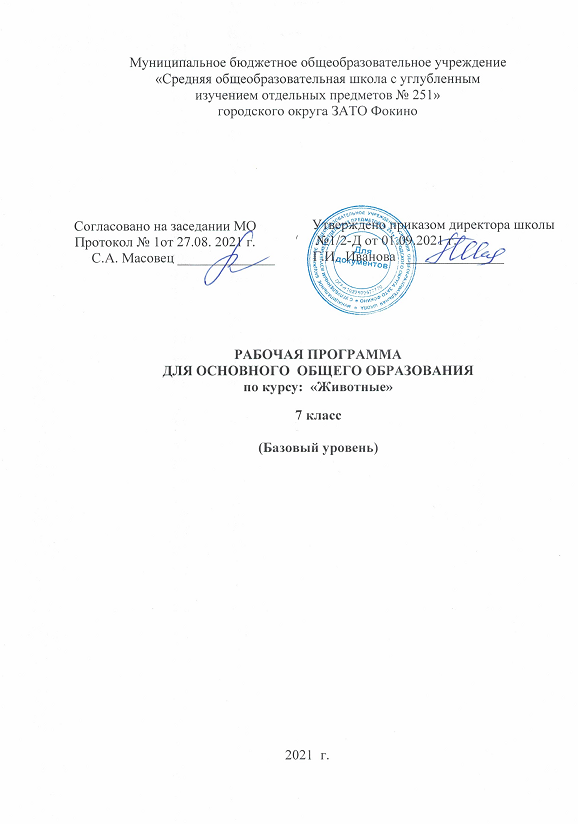 Муниципальное бюджетное общеобразовательное учреждение
«Средняя общеобразовательная школа с углубленным
изучением отдельных предметов № 251»
городского округа ЗАТО Фокино
Согласовано на заседании МО
Протокол № 1от 27.08. 2021 г.
С.А. Масовец
Утверждено приказом директора школы
№1/2-Д от 01.09.2021 г.
Г.И. Иванова
Для
документов
РАБОЧАЯ ПРОГРАММА
ДЛЯ ОСНОВНОГО ОБЩЕГО ОБРАЗОВАНИЯ
по курсу: «Животные»
7 класс
(Базовый уровень)
2021 г.